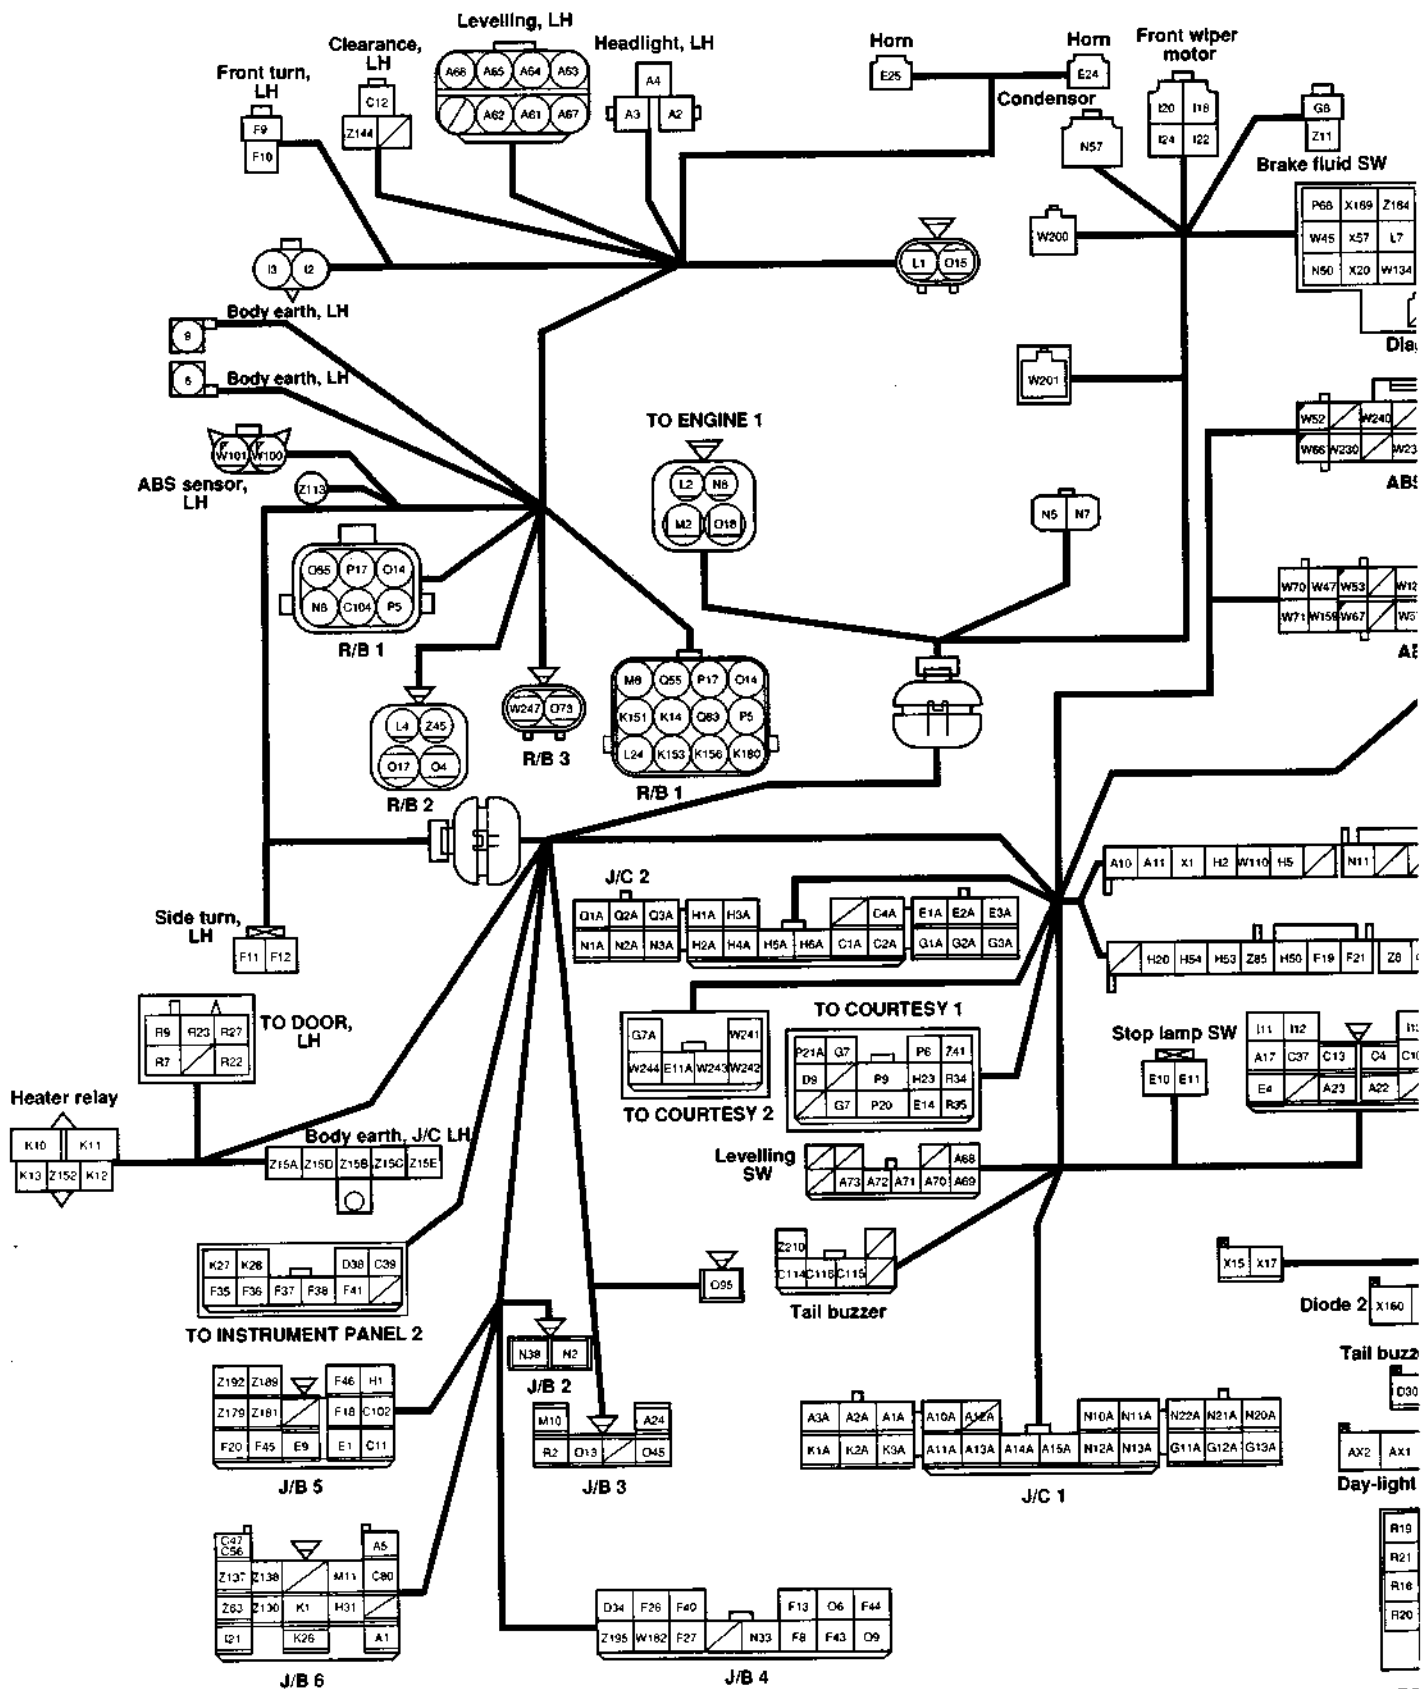 Levelling, LH
Clearance, LH
Headlight, LH
Front turn, LH
Horn
Horn
Front wiper motor
Condensor
Brake fluid SW
A66 A65 A64 A63
A62 A61 A67
C12
Z144
A4
A3 A2
F9
F10
E25
E24
N57
I20 I18
I24 I22
G8
Z11
P68 X169 Z164
W45 X57 L7
N50 X20 W134
W200
L1 O15
I3 I2
Body earth, LH
9
Body earth, LH
6
W201
TO ENGINE 1
W52 W240
W66 W230
W101 W100
ABS sensor, LH
Z113
L2 N8
M2 O18
N5 N7
O65 P17 O14
N8 C104 P5
R/B 1
W70 W47 W53
W71 W159 W67
L4 Z45
O17 O4
R/B 2
W247 O73
R/B 3
M6 Q55 P17 O14
K151 K14 Q83 P5
L24 K153 K156 K180
R/B 1
A10 A11 X1 H2 W110 H5 N11
J/C 2
Q1A Q2A Q3A H1A H3A C4A E1A E2A E3A
N1A N2A N3A H2A H4A H5A H6A C1A C2A G1A G2A G3A
Side turn, LH
F11 F12
H20 H54 H53 Z85 H50 F19 F21 Z8
TO DOOR, LH
R9 R23 R27
R7 R22
TO COURTESY 1
G7A W241
W244 E11A W243 W242
TO COURTESY 2
P21A G7 P6 Z41
D9 P9 H23 R34
G7 P20 E14 R35
Stop lamp SW
E10 E11
I11 I12
A17 C37 C13 C4
E4 A23 A22
Heater relay
K10 K11
K13 Z152 K12
Body earth, J/C LH
Z15A Z15D Z15B Z15C Z15E
Levelling SW
A68
A73 A72 A71 A70 A69
Z210
C114 C116 C115
Tail buzzer
K27 K28 D38 C39
F35 F36 F37 F38 F41
TO INSTRUMENT PANEL 2
O95
X15 X17
Diode 2
X160
N38 N2
J/B 2
Z192 Z189 F46 H1
Z179 Z181 F18 C102
F20 F45 E9 E1 C11
J/B 5
M10 A24
R2 O13 O45
J/B 3
D30
A3A A2A A1A A10A A12A N10A N11A N22A N21A N20A
K1A K2A K3A A11A A13A A14A A15A N12A N13A G11A G12A G13A
J/C 1
AX2 AX1
Day-light
C47
C56
A5
Z137 Z138 M11 C80
Z63 Z130 K1 H31
I21 K26 A1
J/B 6
D34 F26 F40 F13 O6 F44
Z195 W182 F27 N33 F8 F43 O9
J/B 4
R19
R21
R18
R20